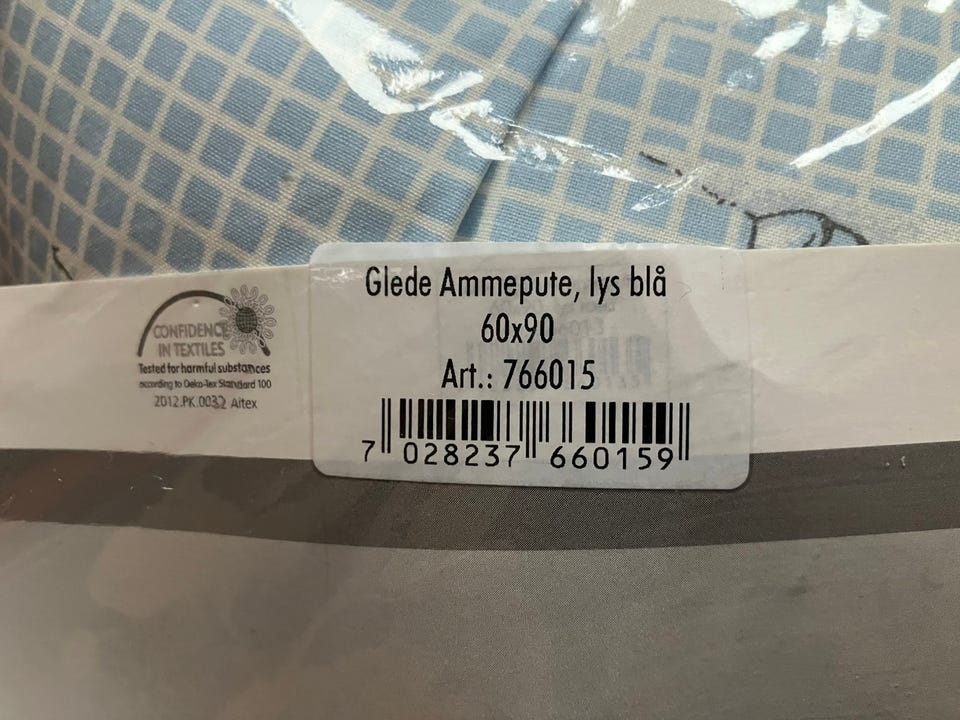 CONFIDENCE
IN TEXTILES
Tested for harmful substances
according to Oeko-Tex Standard 100
2012.PK.0032 Aitex
Glede Ammepute, lys blå
60x90
Art.: 766015
7 028237 660159